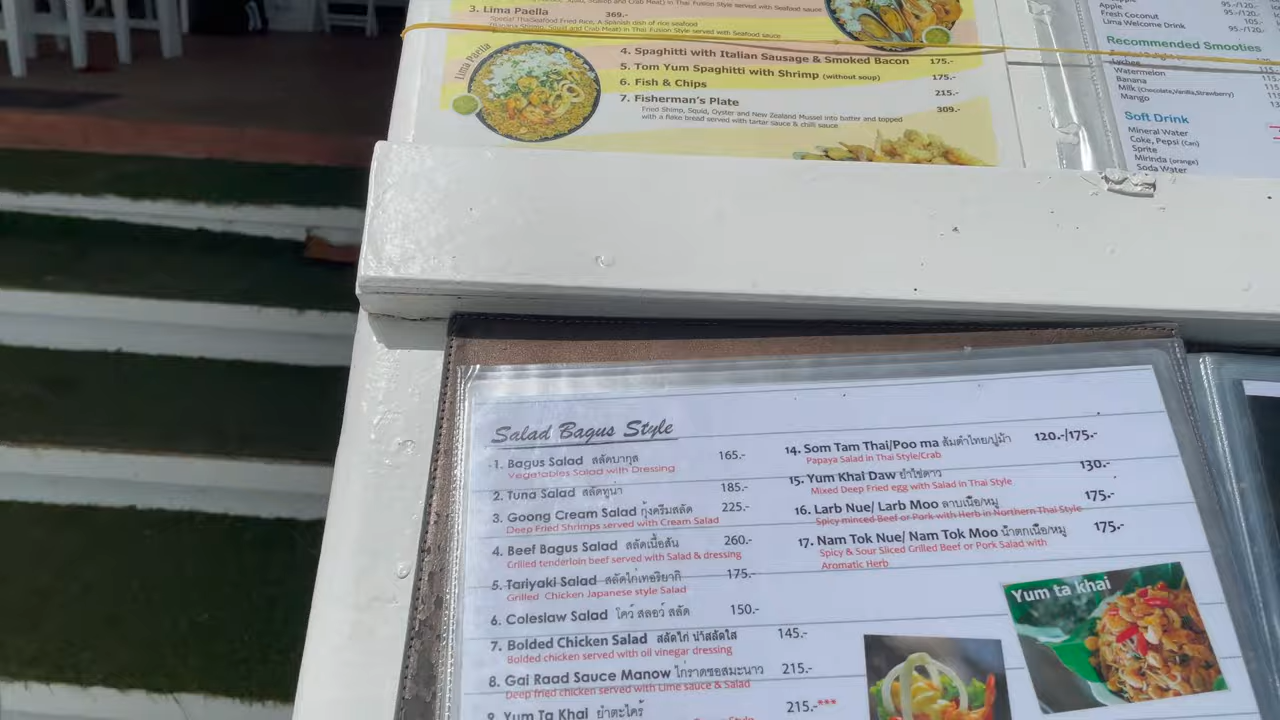 3. Lima Paella
369.-
Special Thaiseafood Fried Rice, A Spanish dish of rice seafood
in Thai Fusion Style served with Seafood sauce
Lima Paella
4. Spaghitti with Italian Sausage & Smoked Bacon 175.-
5. Tom Yum Spaghitti with Shrimp (without soup) 175.-
6. Fish & Chips 215.-
7. Fisherman's Plate 309.-
Fried Shimp, Squid, Oyster and New Zealand Mussel into batter and topped
with a flake bread served with tartar sauce & chilli sauce
Apple 95.-/120.
Fresh Coconut 105.-
Lima Welcome Drink 95.-/120.
Recommended Smooties
Lychee
Watermelon
Banana
Milk (Chocolate,Vanilla,Strawberry)
Mango
Soft Drink
Mineral Water
Coke, Pepsi (Can)
Sprite
Mirinda (orange)
Soda Water
Salad Bagus Style
1. Bagus Salad สลัดบากุส 165.-
Vegetables Salad with Dressing
2. Tuna Salad สลัดทูน่า 185.-
3. Goong Cream Salad กุ้งครีมสลัด 225.-
Deep Fried Shrimps served with Cream Salad
4. Beef Bagus Salad สลัดเนื้อสัน 260.-
Grilled tenderloin beef served with Salad & dressing
5. Tariyaki Salad สลัดไก่เทอริยากิ 175.-
Grilled Chicken Japanese style Salad
6. Coleslaw Salad โคว์ สลอว์ สลัด 150.-
7. Bolded Chicken Salad สลัดไก่ น้ำสลัดใส 145.-
Bolded chicken served with oil vinegar dressing
8. Gai Raad Sauce Manow ไก่ราดซอสมะนาว 215.-
Deep fried chicken served with Lime sauce & Salad
9. Yum Ta Khai ยำตะไคร้ 215.-***
14. Som Tam Thai/Poo ma ส้มตำไทย/ปูม้า 120.-/175.-
Papaya Salad in Thai Style/Crab
15. Yum Khai Daw ยำไข่ดาว 130.-
Mixed Deep Fried egg with Salad in Thai Style
16. Larb Nue/ Larb Moo ลาบเนื้อ/หมู 175.-
Spicy minced Beef or Pork with Herb in Northern Thai Style
17. Nam Tok Nue/ Nam Tok Moo น้ำตกเนื้อ/หมู 175.-
Spicy & Sour Sliced Grilled Beef or Pork Salad with
Aromatic Herb
Yum ta khai